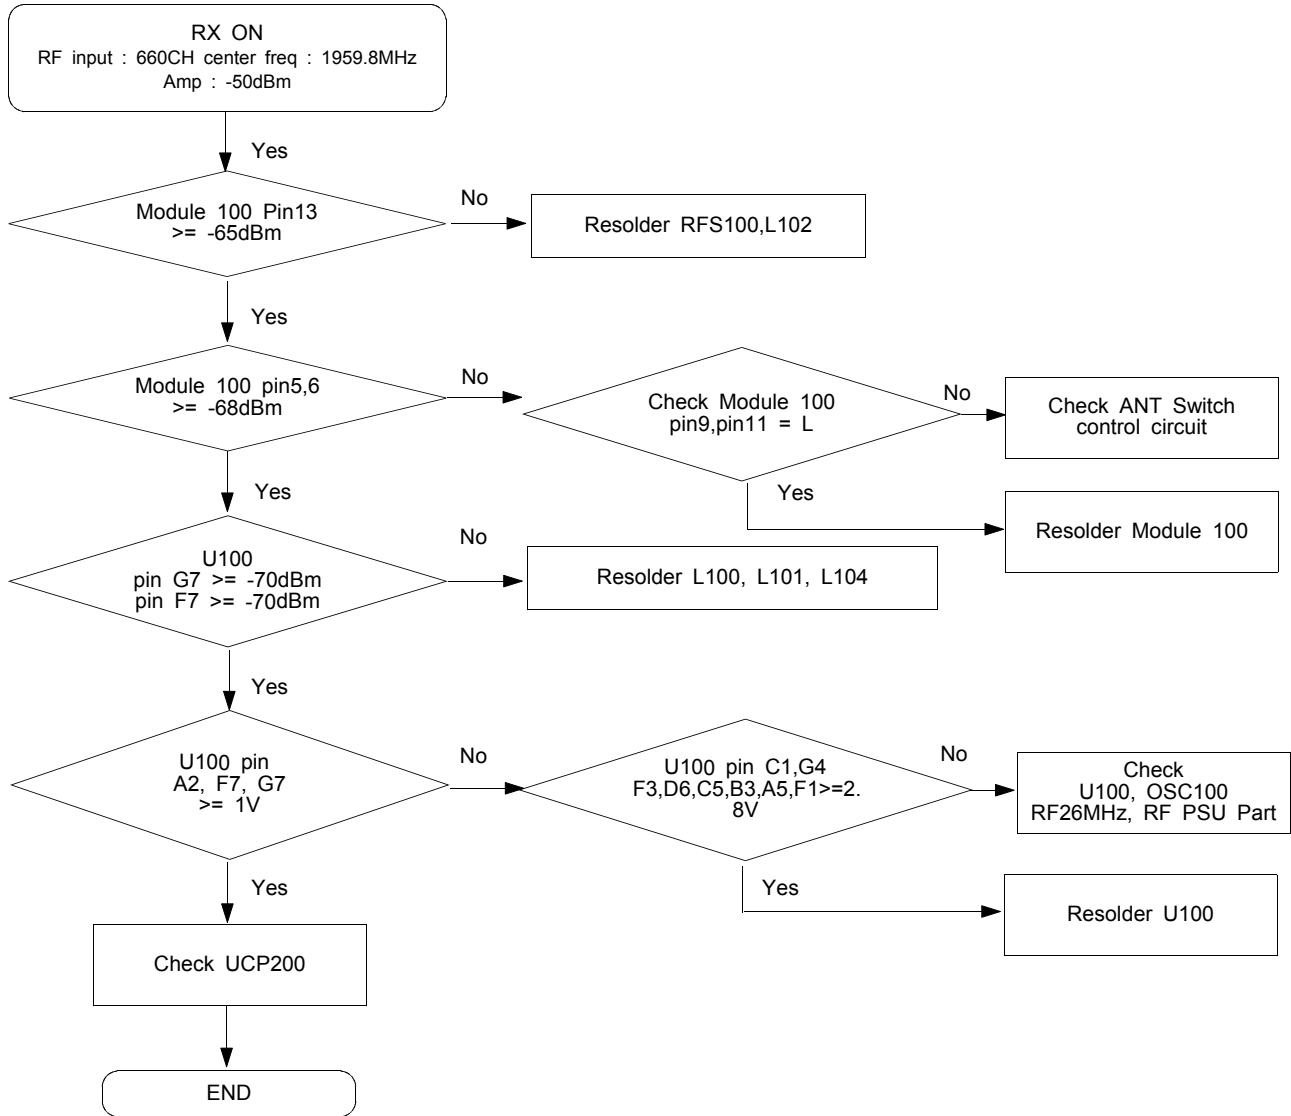 RX ON
RF input : 660CH center freq : 1959.8MHz
Amp : -50dBm
Yes
Module 100 Pin13
>= -65dBm
No
Resolder RFS100,L102
Yes
Module 100 pin5,6
>= -68dBm
No
Check Module 100
pin9,pin11 = L
No
Check ANT Switch
control circuit
Yes
Resolder Module 100
Yes
U100
pin G7 >= -70dBm
pin F7 >= -70dBm
No
Resolder L100, L101, L104
Yes
U100 pin
A2, F7, G7
>= 1V
No
U100 pin C1,G4
F3,D6,C5,B3,A5,F1>=2.
8V
No
Check
U100, OSC100
RF26MHz, RF PSU Part
Yes
Resolder U100
Yes
Check UCP200
END